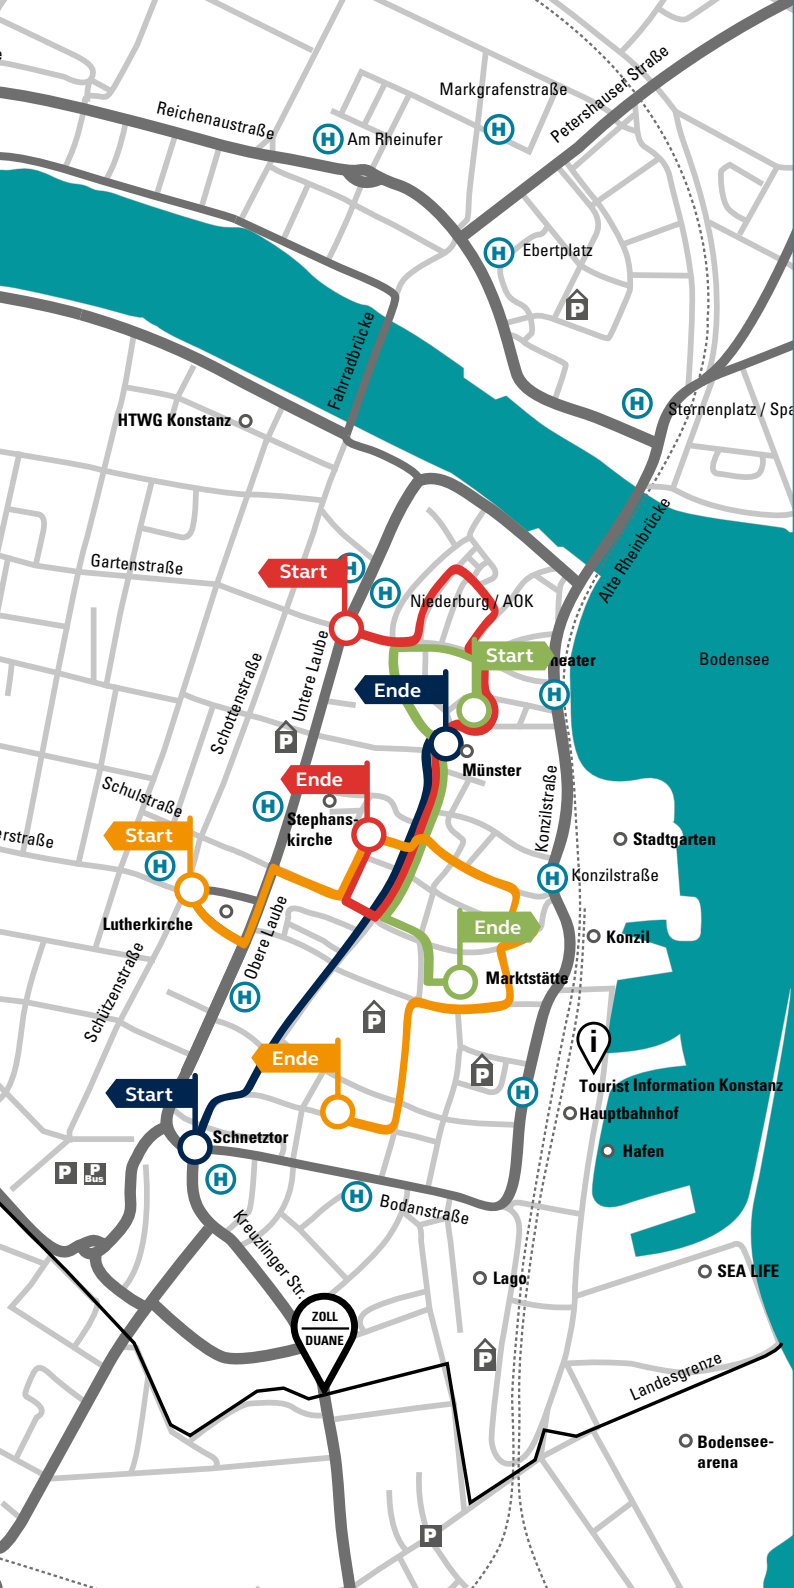 Markgrafenstraße
Petershauser Straße
Reichenaustraße
H Am Rheinufer
H
H Ebertplatz
P
Fahrradbrücke
H
Sternenplatz / Spa
HTWG Konstanz
Alte Rheinbrücke
Gartenstraße
Start
H
H
Niederburg / AOK
Untere Laube
Schottenstraße
Start
heater
Bodensee
Ende
H
P
Münster
Ende
Schulstraße
H
Stephans-
kirche
Konzilstraße
erstraße
Start
H
Stadtgarten
H Konzilstraße
Lutherkirche
Obere Laube
Ende
Konzil
Schützenstraße
Marktstätte
H
P
i
Ende
P
Tourist Information Konstanz
Start
H
Hauptbahnhof
Schnetztor
Hafen
P
P
Bus
H
H
Bodanstraße
Kreuzlinger Str.
Lago
SEA LIFE
ZOLL
DUANE
P
Landesgrenze
Bodensee-
arena
P